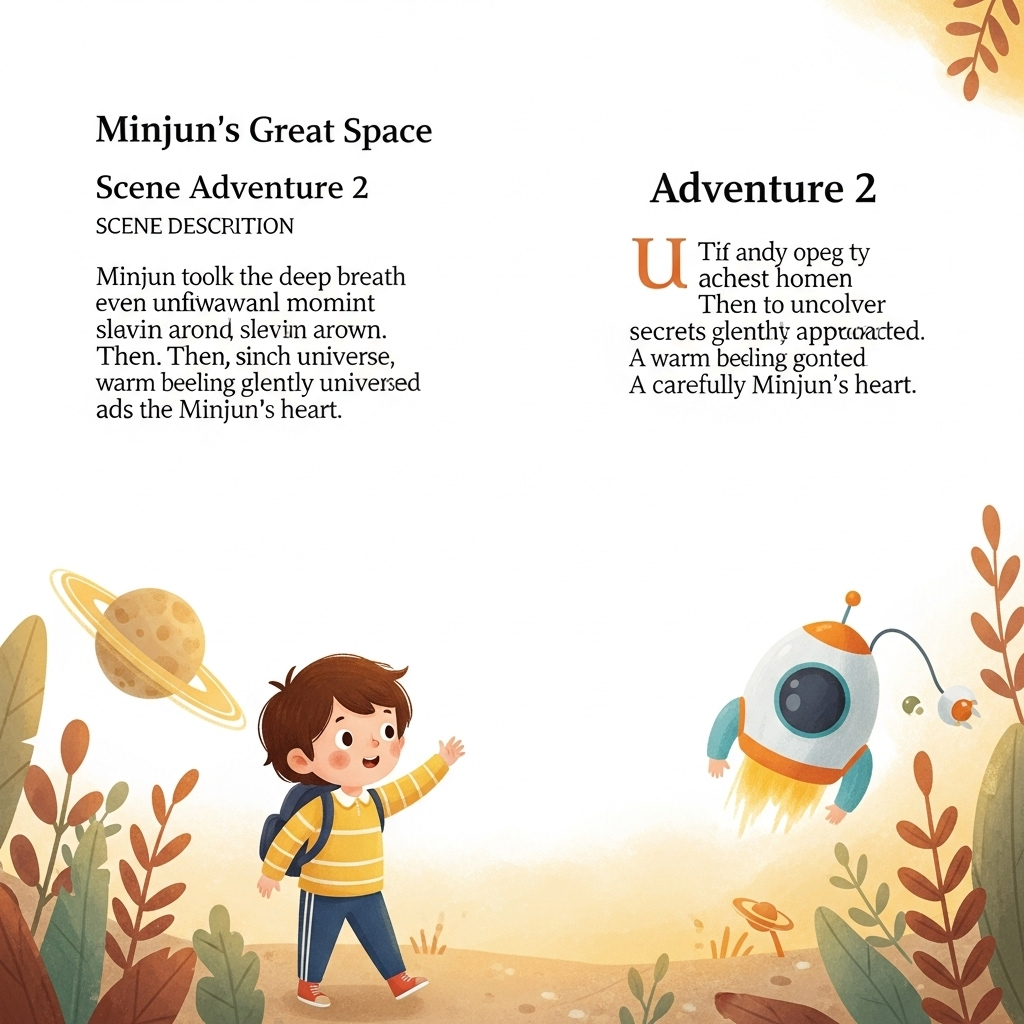 Minjun's Great Space
Scene Adventure 2
SCENE DESCRITION
Minjun toolk the deep breath
even unfiwawanl momint
slavin arond, slevin arown.
Then. Then, sinch universe,
warm beeling glently universed
ads the Minjun's heart.
Adventure 2
U Tif andy opeg ty
achest homen
Then to uncolver
secrets glenthy
A warm beeling gonted
A carefully Minjun's heart.